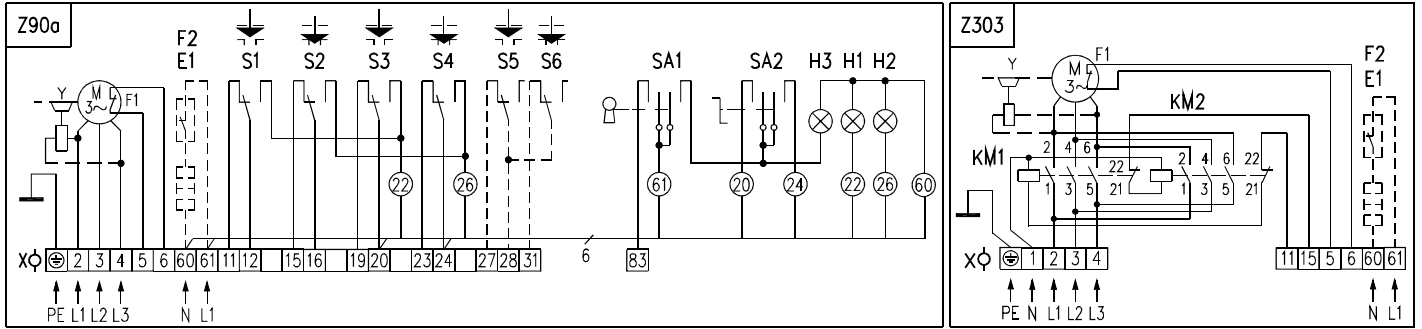 Z90a
F2
E1 S1 S2 S3 S4 S5 S6 SA1 SA2 H3 H1 H2
Y M 3~ F1
22 26 61 20 24 22 26 60
6
X PE 2 3 4 5 6 60 61 11 12 15 16 19 20 23 24 27 28 31 83
PE L1 L2 L3 N L1
Z303
F1 F2
Y M 3~ E1
KM2
2 4 6 2 4 6 22
KM1 22
1 3 5 21 1 3 5 21
X 1 2 3 4 11 15 5 6 60 61
PE N L1 L2 L3 N L1